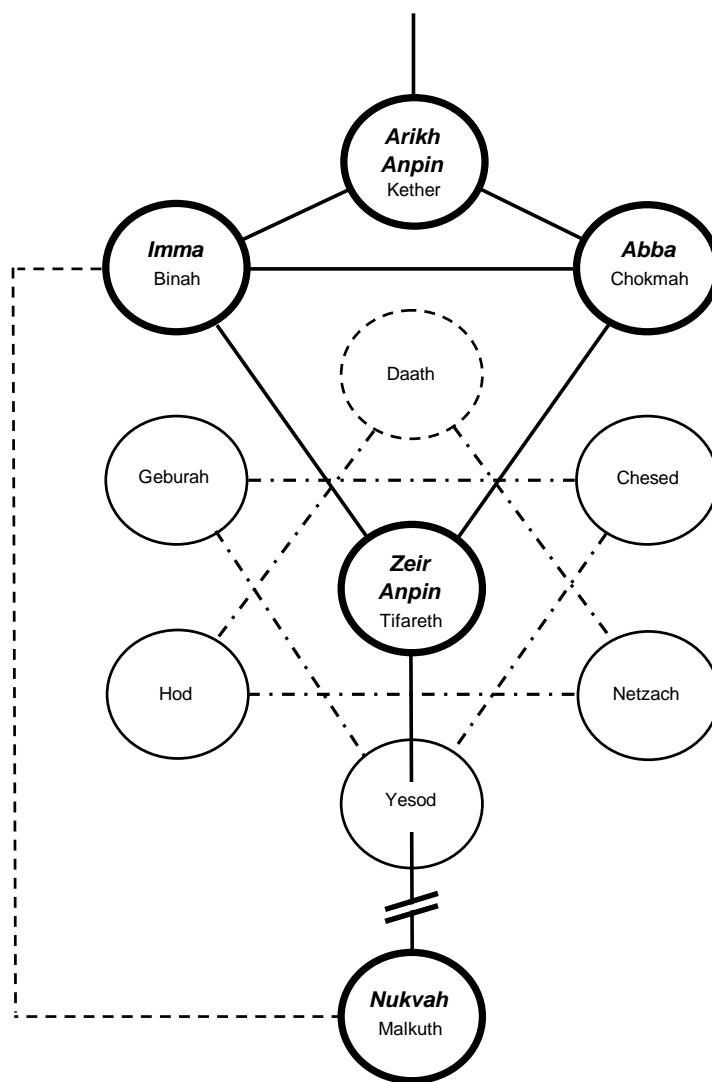 Arikh
Anpin
Kether
Imma
Binah
Abba
Chokmah
Daath
Geburah
Chesed
Zeir
Anpin
Tifareth
Hod
Netzach
Yesod
Nukvah
Malkuth